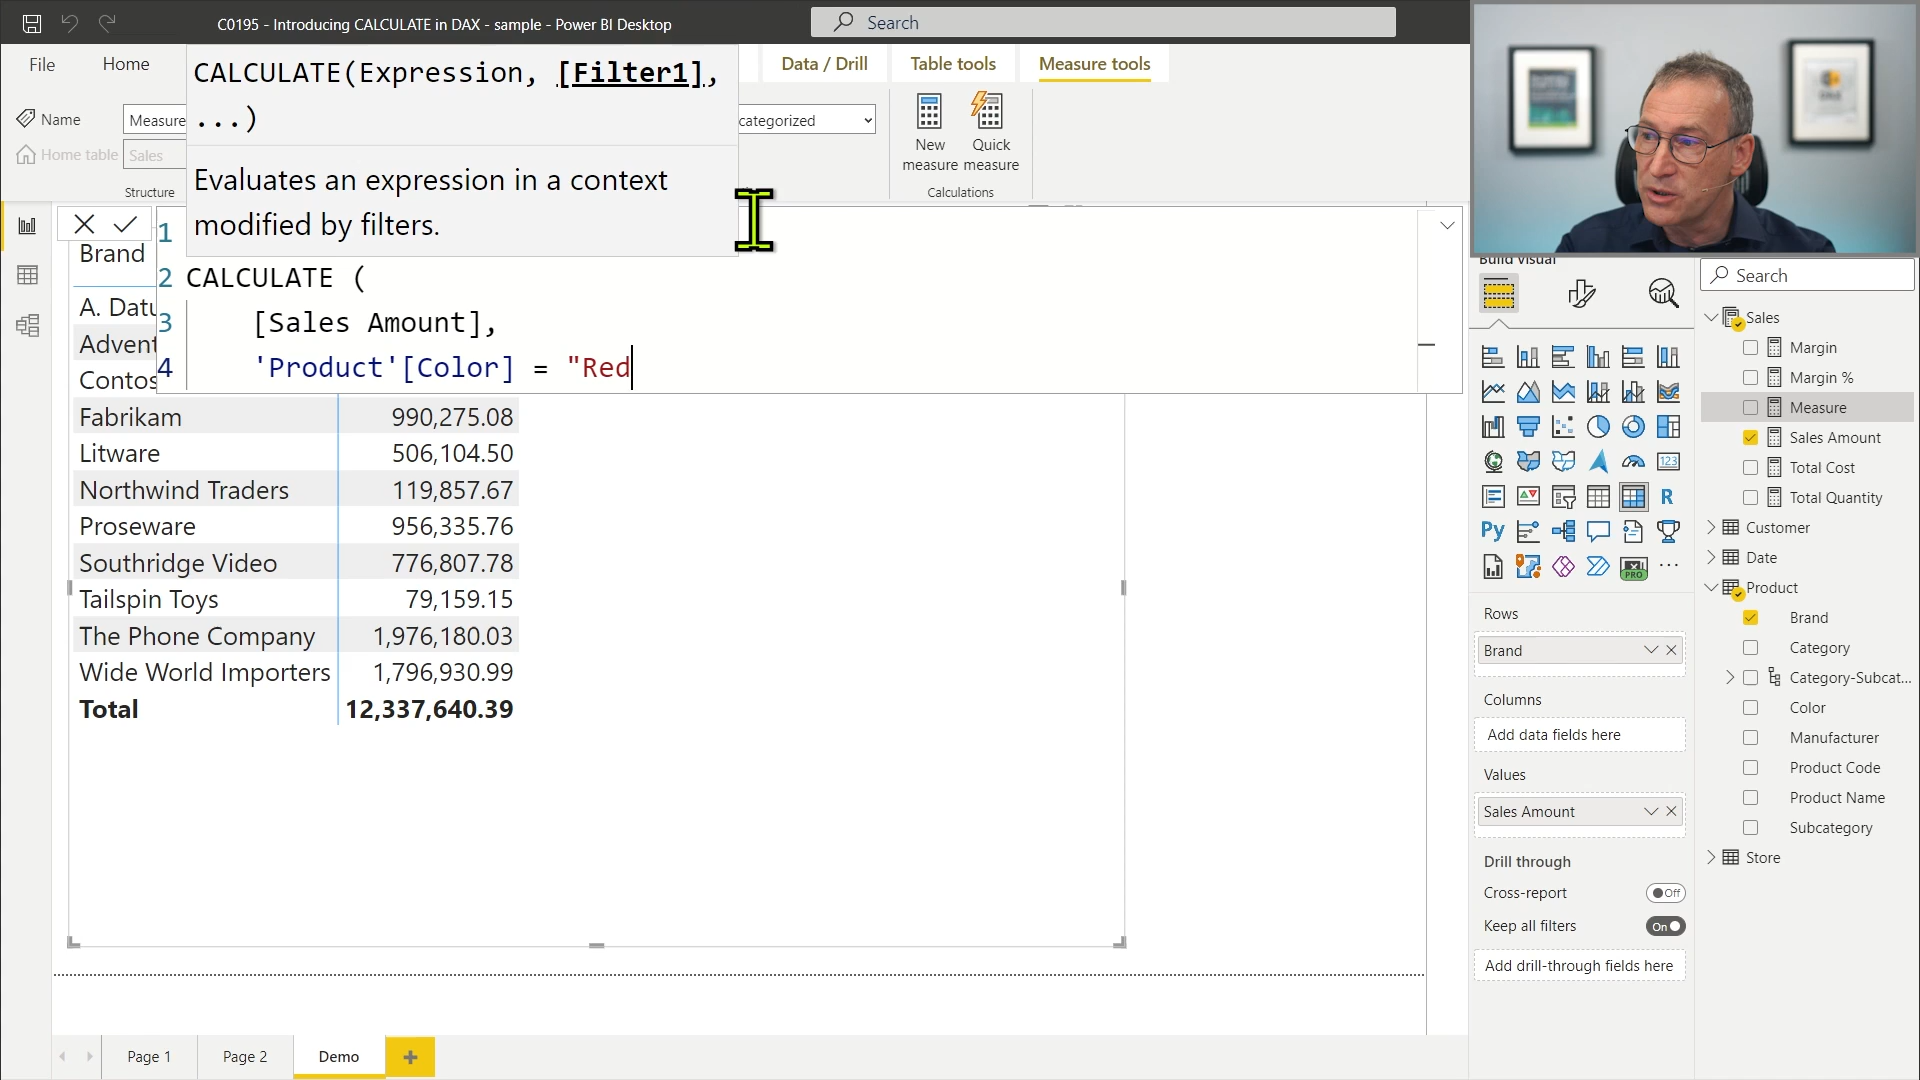 C0195 - Introducing CALCULATE in DAX - sample - Power BI Desktop
Search
File
Home
Data / Drill
Table tools
Measure tools
CALCULATE(Expression, [Filter1],
...)
Evaluates an expression in a context
modified by filters.
Name
Measure
categorized
Home table
Sales
Structure
New
measure
Quick
measure
Calculations
1
2 CALCULATE (
3 [Sales Amount],
4 'Product'[Color] = "Red
Brand
A. Datu
Advent
Contos
Fabrikam 990,275.08
Litware 506,104.50
Northwind Traders 119,857.67
Proseware 956,335.76
Southridge Video 776,807.78
Tailspin Toys 79,159.15
The Phone Company 1,976,180.03
Wide World Importers 1,796,930.99
Total 12,337,640.39
Build visual
123
R
Py
PRO
...
Rows
Brand
Columns
Add data fields here
Values
Sales Amount
Drill through
Cross-report
Off
Keep all filters
On
Add drill-through fields here
Search
Sales
Margin
Margin %
Measure
Sales Amount
Total Cost
Total Quantity
Customer
Date
Product
Brand
Category
Category-Subcat...
Color
Manufacturer
Product Code
Product Name
Subcategory
Store
Page 1
Page 2
Demo
+